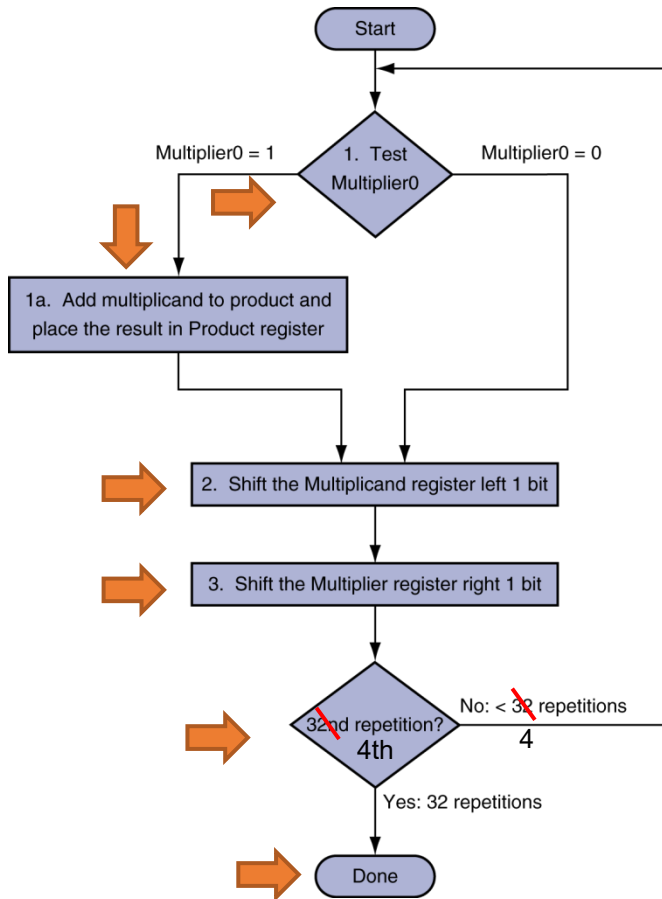 Start
Multiplier0 = 1
1. Test
Multiplier0
Multiplier0 = 0
1a. Add multiplicand to product and
place the result in Product register
2. Shift the Multiplicand register left 1 bit
3. Shift the Multiplier register right 1 bit
32nd repetition?
4th
No: < 32 repetitions
4
Yes: 32 repetitions
Done